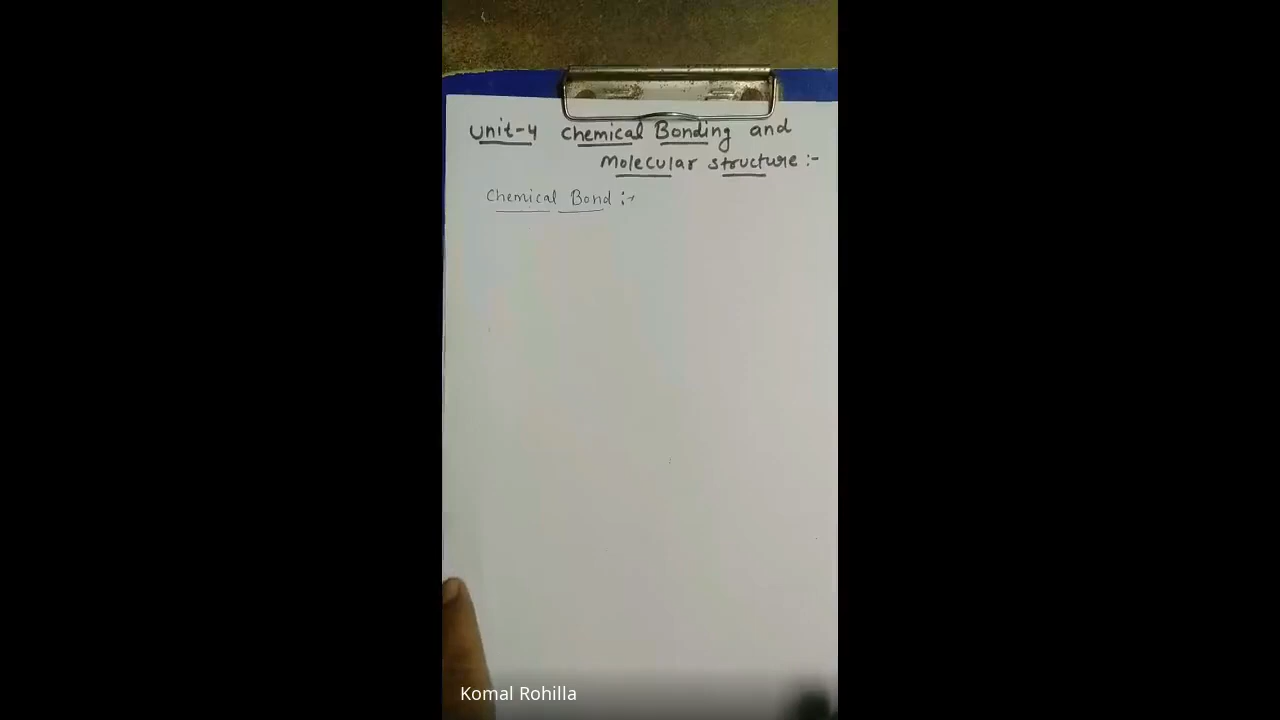 Unit-4 Chemical Bonding and
Molecular structure :-
Chemical Bond :-
Komal Rohilla